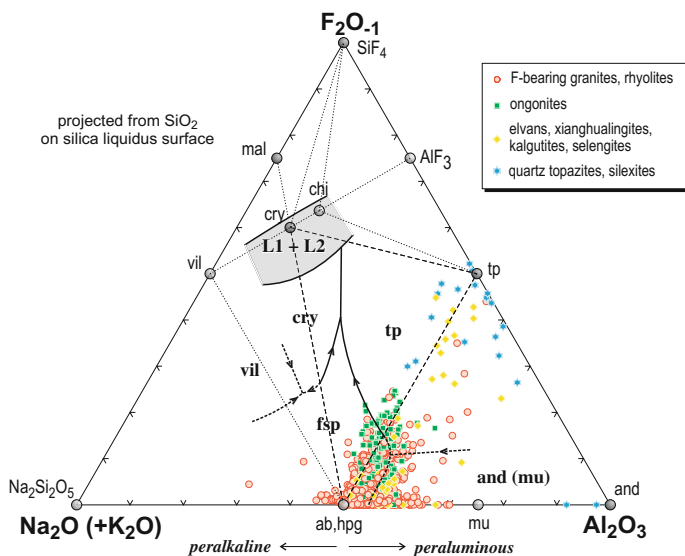 F₂O₋₁
SiF₄
F-bearing granites, rhyolites
ongonites
elvans, xianghualingites,
kalgutites, selengites
quartz topazites, silexites
projected from SiO₂
on silica liquidus surface
mal
AlF₃
chi
cry
L1 + L2
vil
tp
cry
tp
vil
fsp
and (mu)
Na₂Si₂O₅
and
Na₂O (+K₂O)
ab,hpg
mu
Al₂O₃
peralkaline
peraluminous